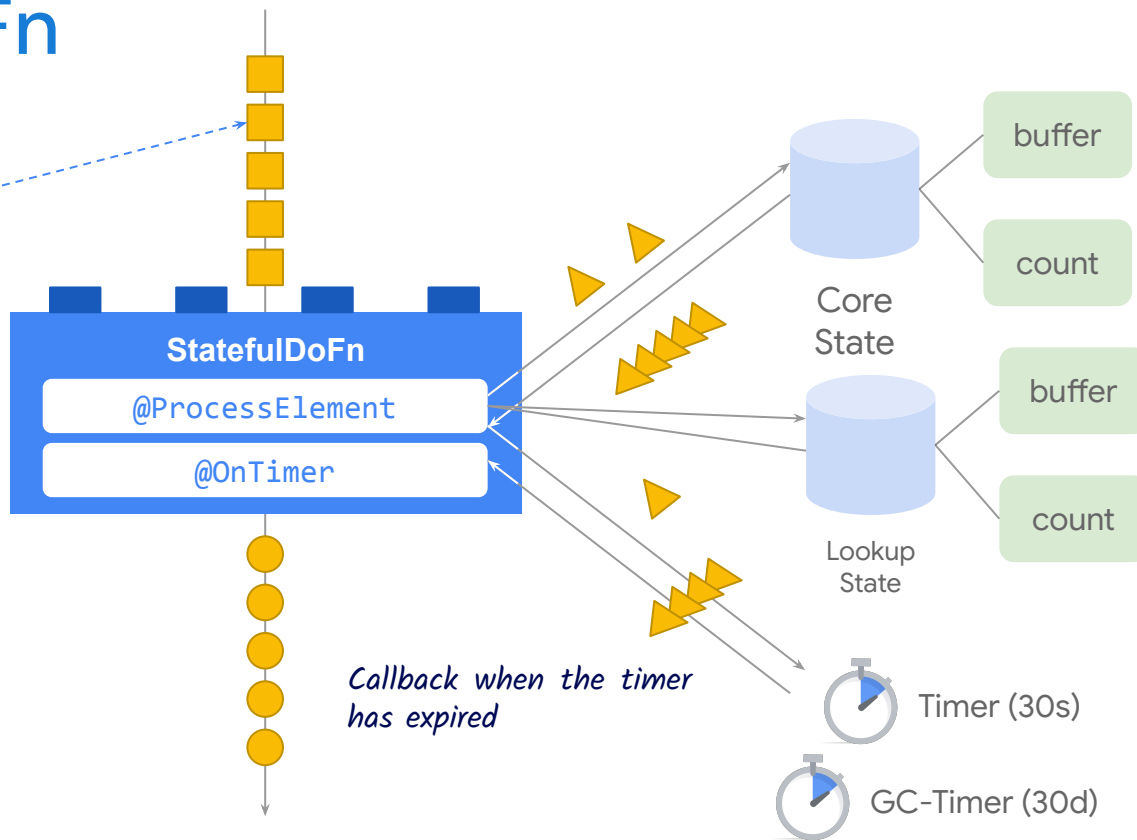 Fn
buffer
count
Core
State
StatefulDoFn
@ProcessElement
@OnTimer
buffer
count
Lookup
State
Callback when the timer
has expired
Timer (30s)
GC-Timer (30d)